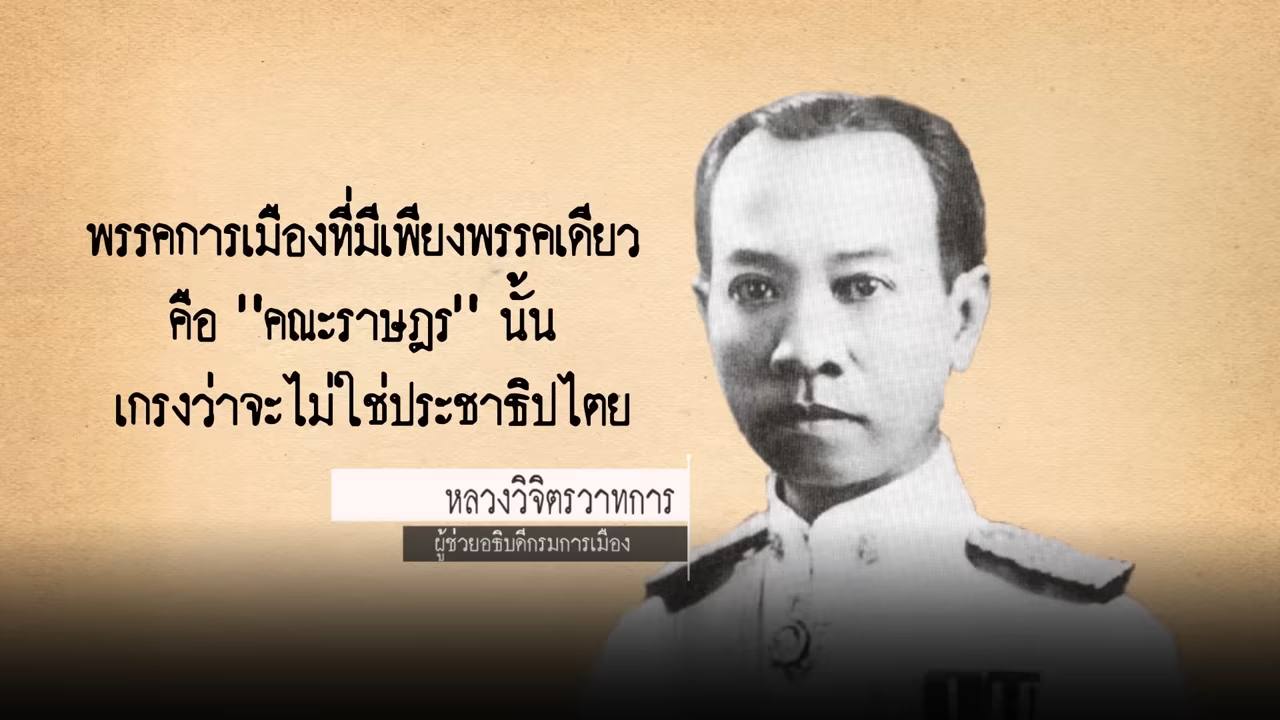 พรรคการเมืองที่มีเพียงพรรคเดียว
คือ "คณะราษฎร" นั้น
เกรงว่าจะไม่ใช่ประชาธิปไตย
หลวงวิจิตรวาทการ
ผู้ช่วยอธิบดีกรมการเมือง